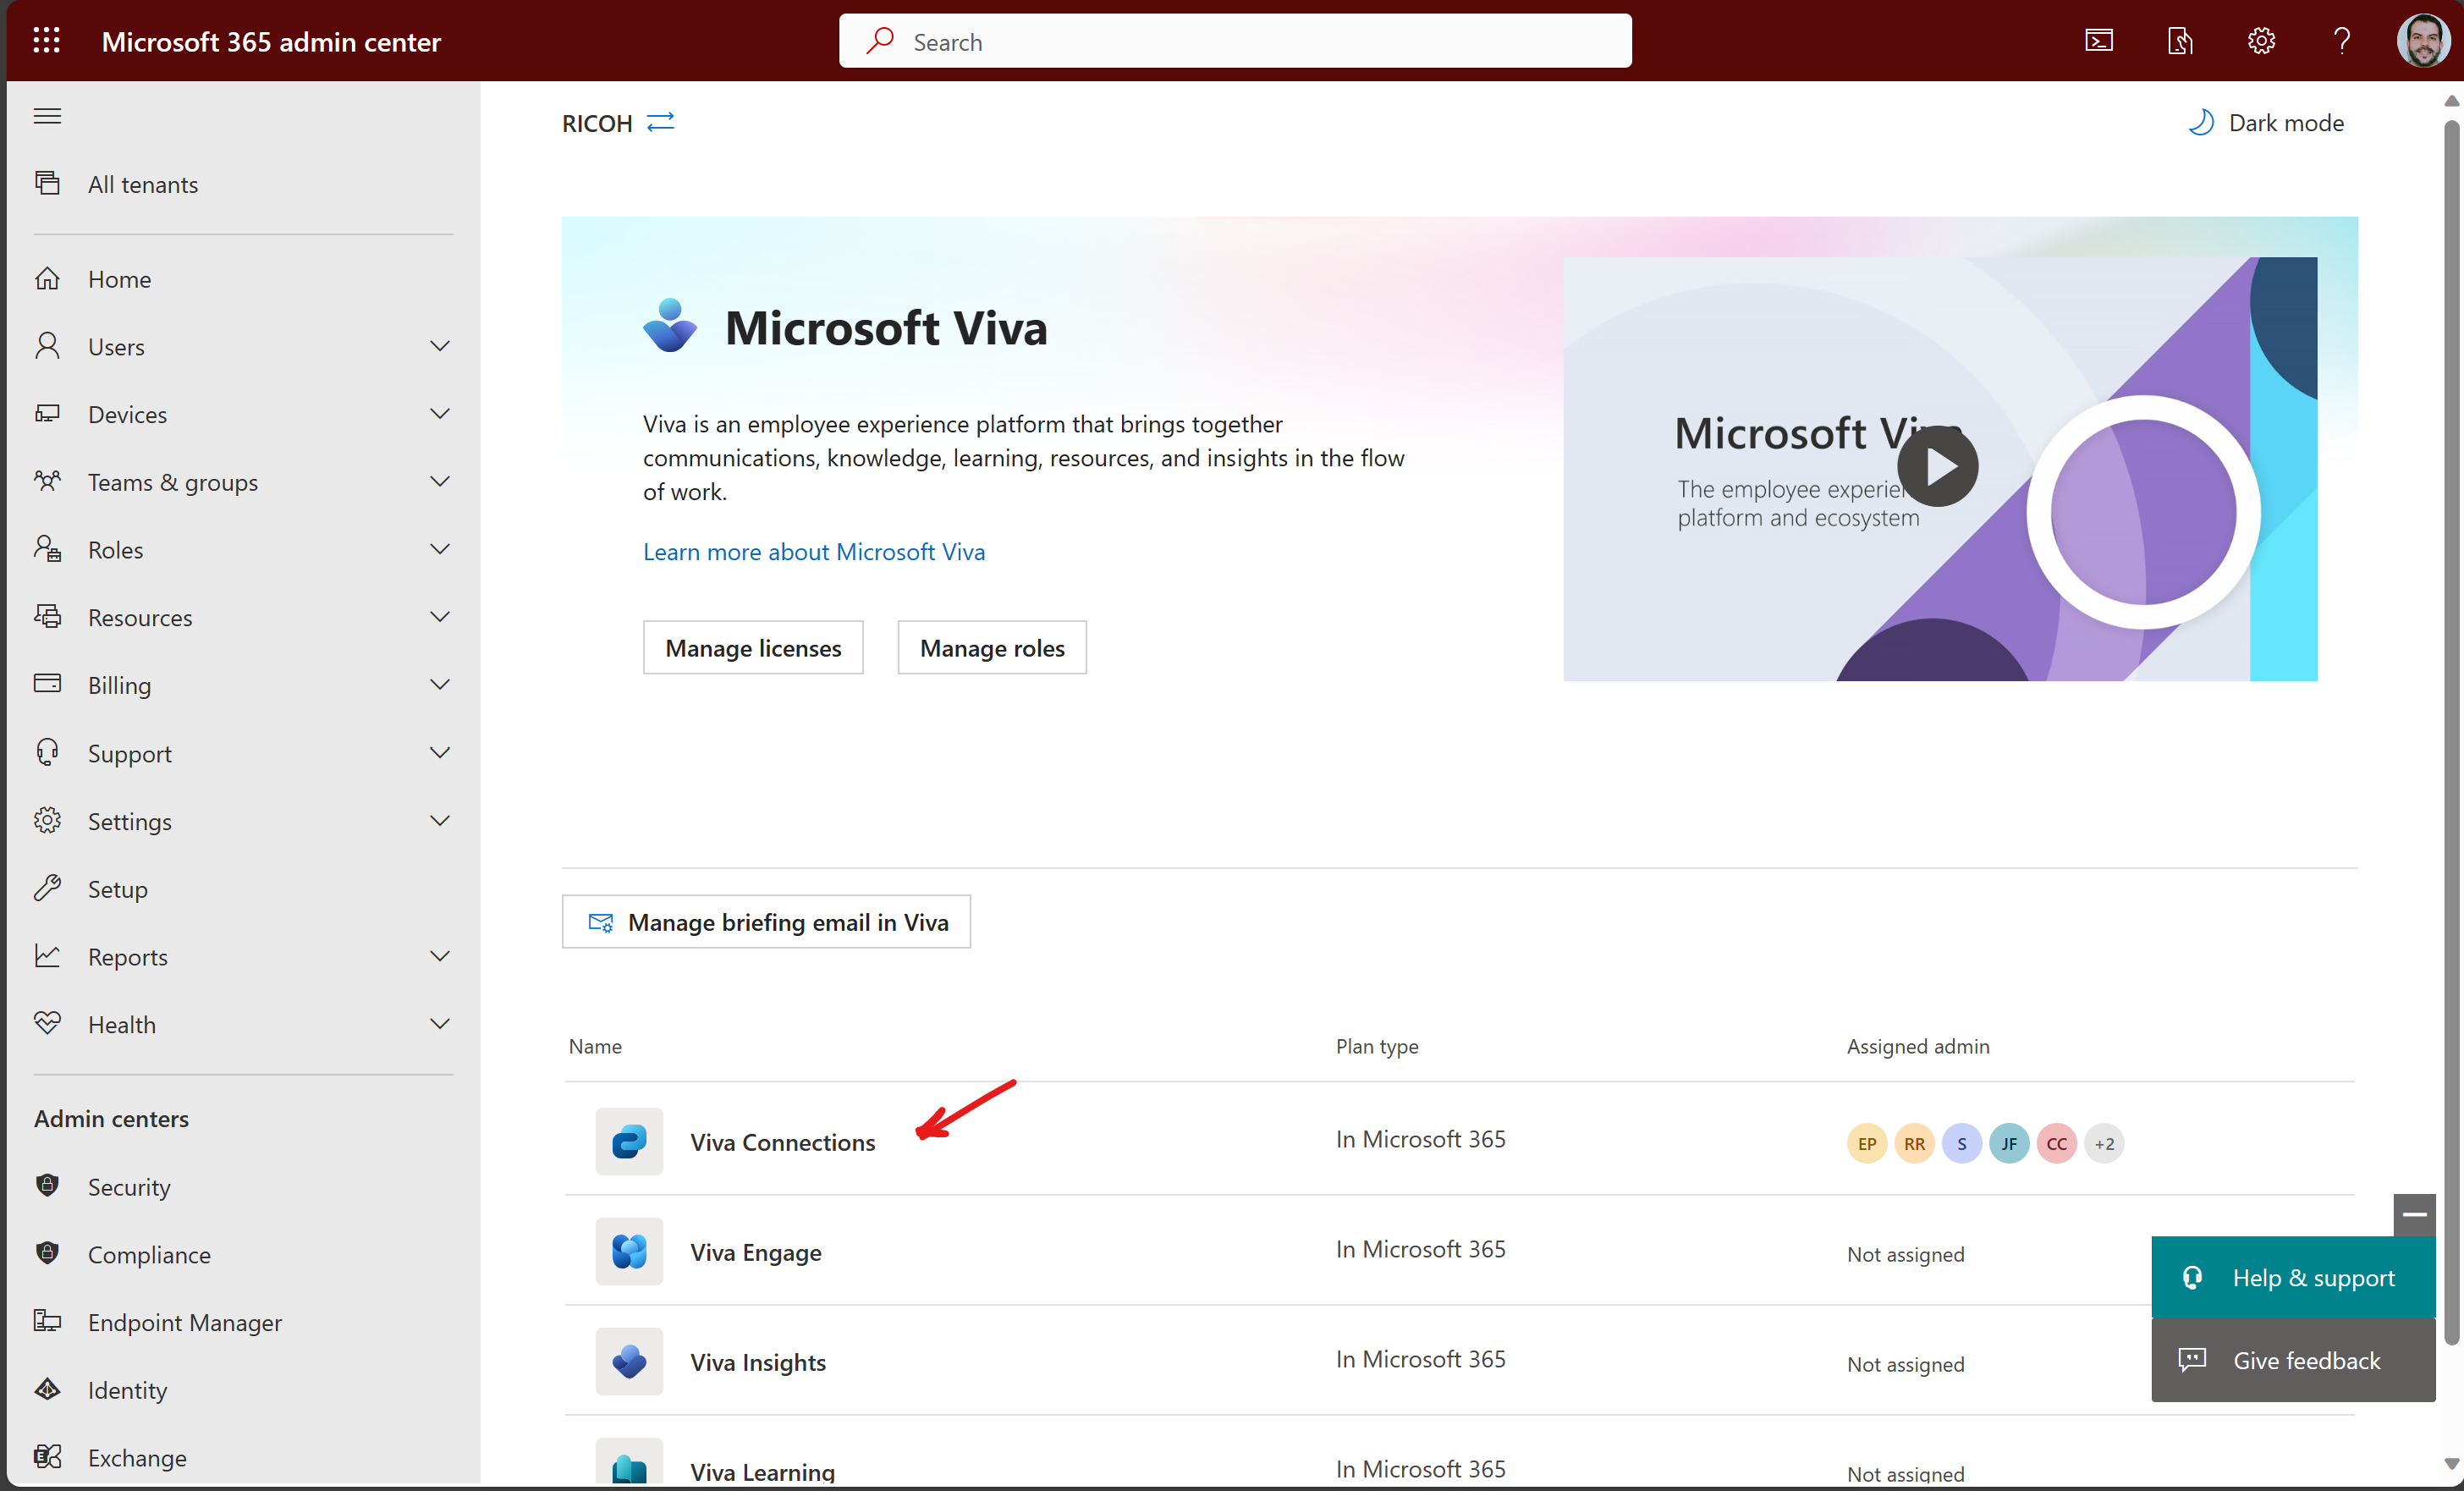 Microsoft 365 admin center
Search
RICOH
Dark mode
All tenants
Home
Users
Devices
Teams & groups
Roles
Resources
Billing
Support
Settings
Setup
Reports
Health
Admin centers
Security
Compliance
Endpoint Manager
Identity
Exchange
Microsoft Viva
Viva is an employee experience platform that brings together
communications, knowledge, learning, resources, and insights in the flow
of work.
Learn more about Microsoft Viva
Manage licenses
Manage roles
Microsoft Viva
The employee experien
platform and ecosystem
Manage briefing email in Viva
Name
Plan type
Assigned admin
Viva Connections
In Microsoft 365
EP RR S JF CC +2
Viva Engage
In Microsoft 365
Not assigned
Viva Insights
In Microsoft 365
Not assigned
Viva Learning
In Microsoft 365
Not assigned
Help & support
Give feedback